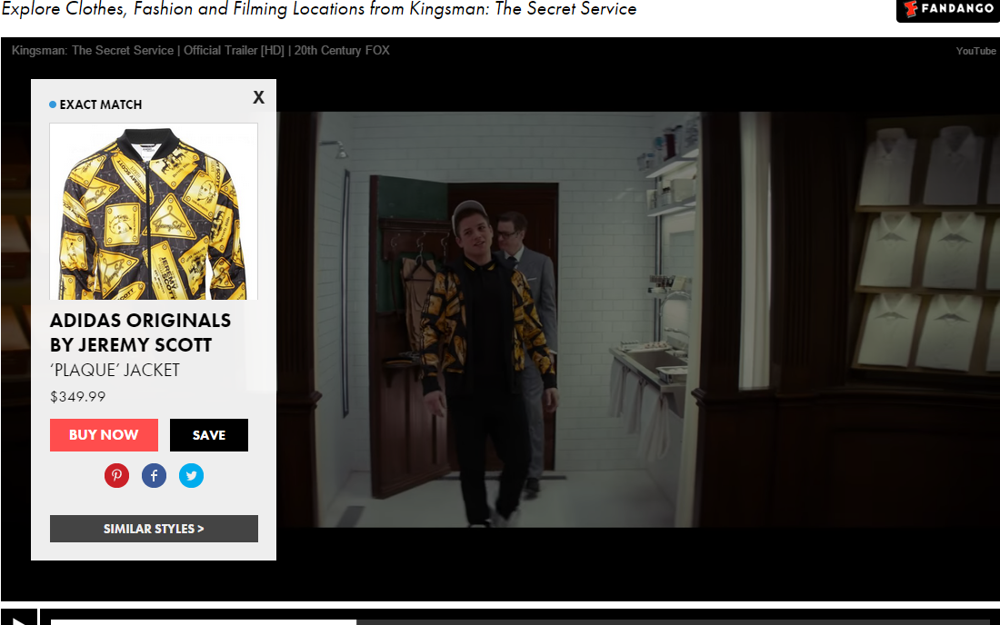 Explore Clothes, Fashion and Filming Locations from Kingsman: The Secret Service
FANDANGO
Kingsman: The Secret Service | Official Trailer [HD] | 20th Century FOX
YouTube
EXACT MATCH
X
JEREMY SCOTT
ADIDAS ORIGINALS
BY JEREMY SCOTT
‘PLAQUE’ JACKET
$349.99
BUY NOW
SAVE
SIMILAR STYLES >